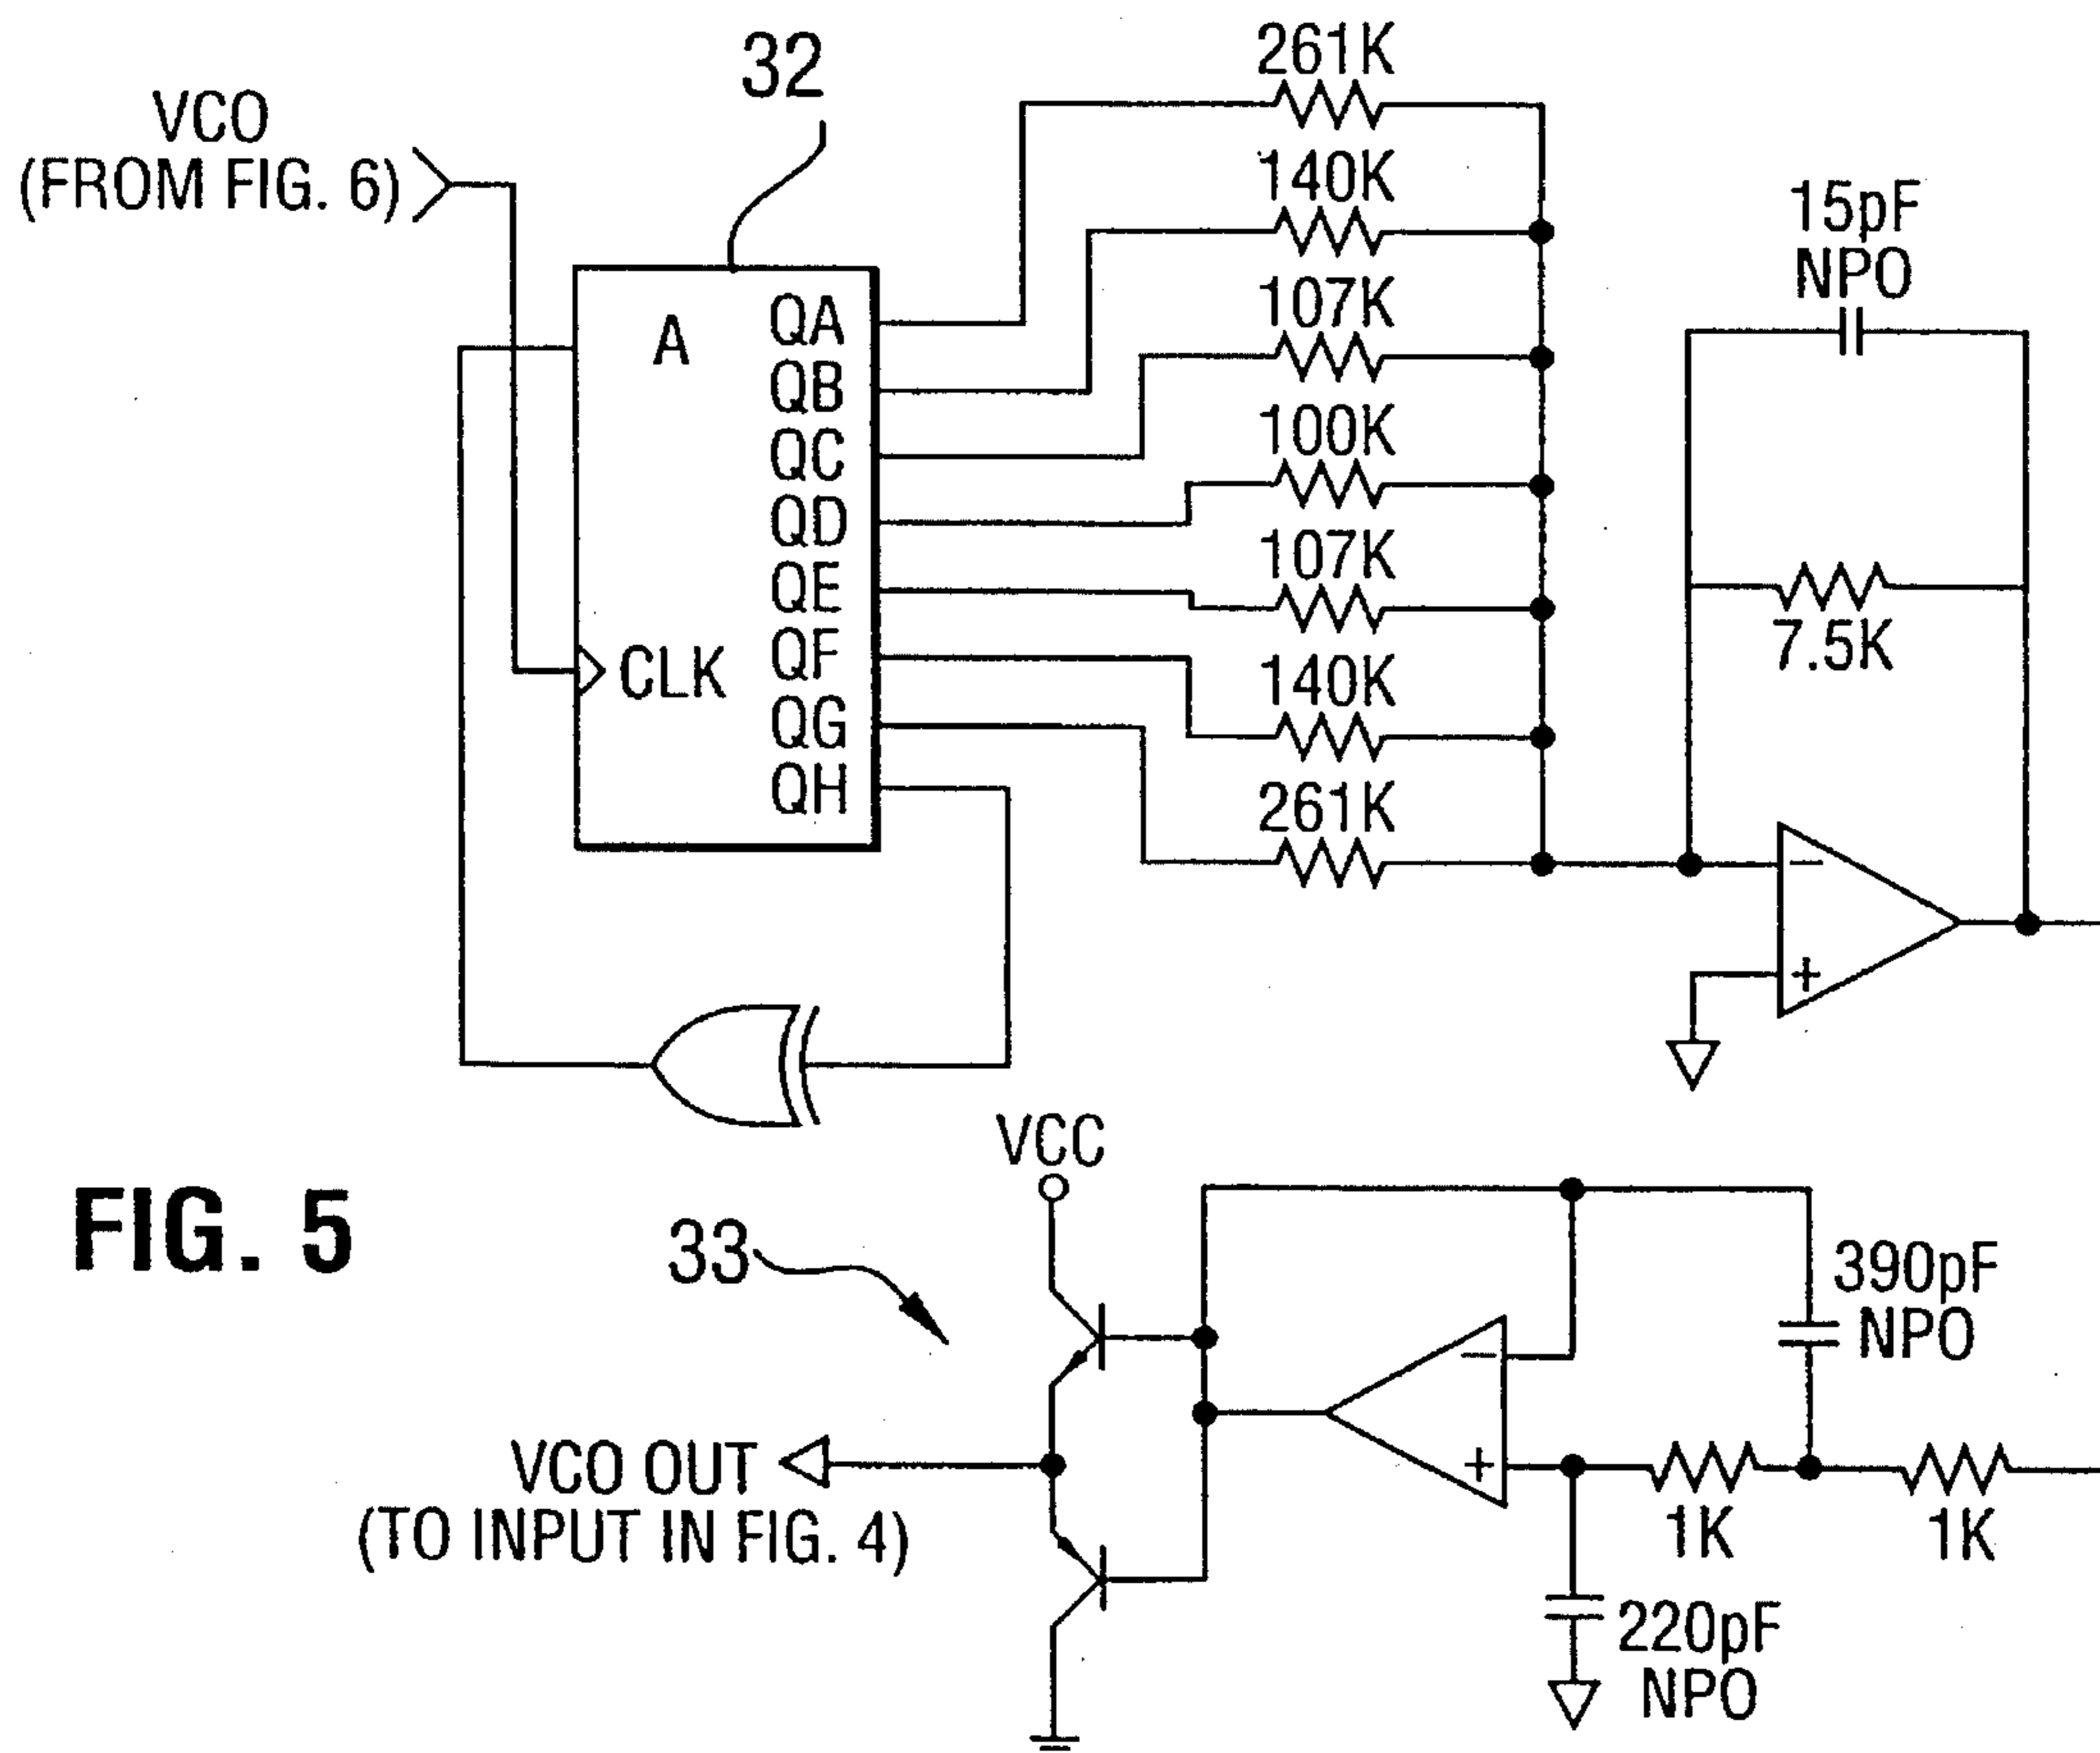 32
VCO
(FROM FIG. 6)
A
CLK
QA
QB
QC
QD
QE
QF
QG
QH
261K
140K
107K
100K
107K
140K
261K
15pF
NPO
7.5K
−
+
FIG. 5
VCC
33
VCO OUT
(TO INPUT IN FIG. 4)
−
+
390pF
NPO
1K
1K
220pF
NPO